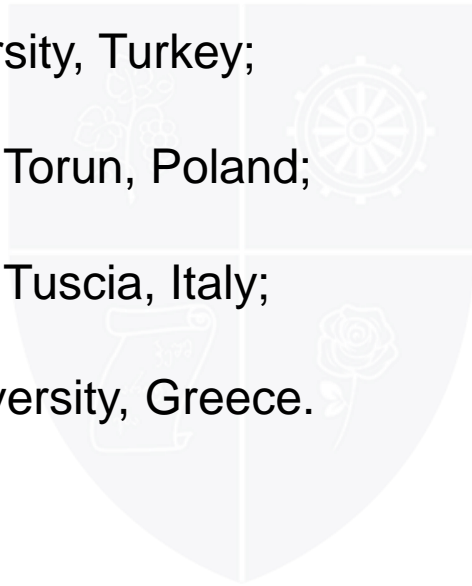 rsity, Turkey;
Torun, Poland;
Tuscia, Italy;
versity, Greece.